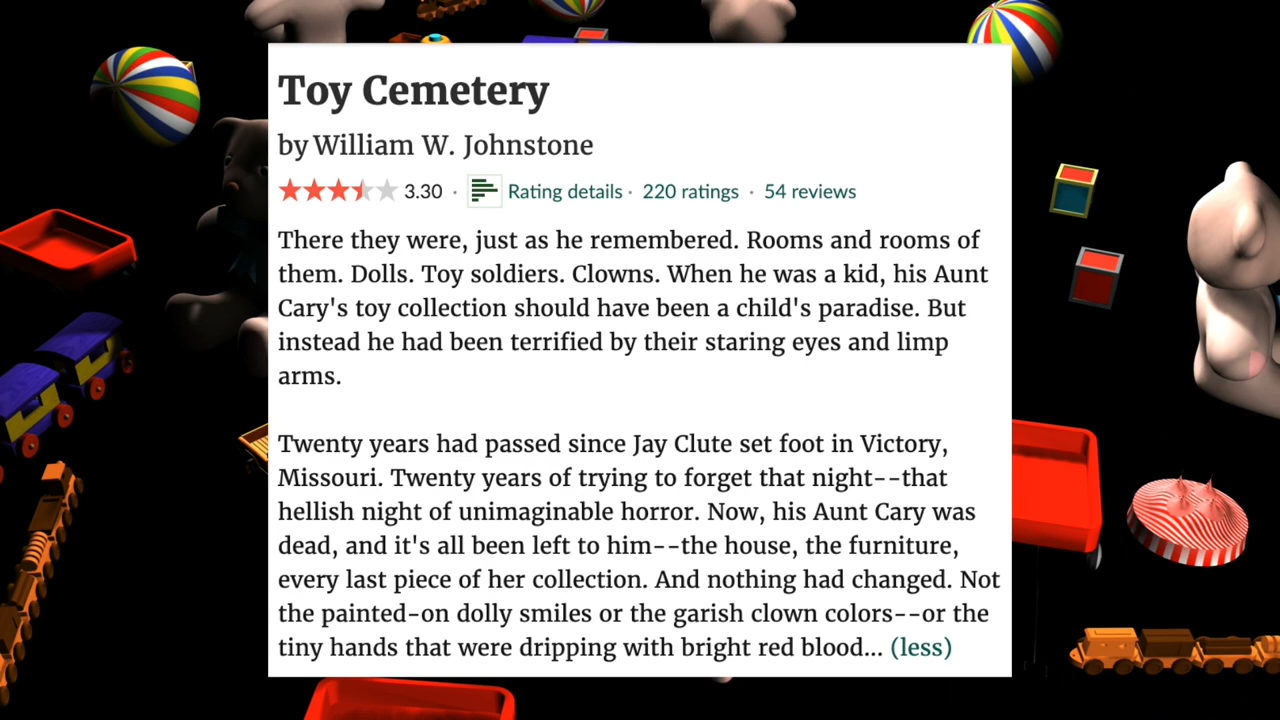 Toy Cemetery
by William W. Johnstone
3.30 · Rating details · 220 ratings · 54 reviews
There they were, just as he remembered. Rooms and rooms of
them. Dolls. Toy soldiers. Clowns. When he was a kid, his Aunt
Cary's toy collection should have been a child's paradise. But
instead he had been terrified by their staring eyes and limp
arms.
Twenty years had passed since Jay Clute set foot in Victory,
Missouri. Twenty years of trying to forget that night--that
hellish night of unimaginable horror. Now, his Aunt Cary was
dead, and it's all been left to him--the house, the furniture,
every last piece of her collection. And nothing had changed. Not
the painted-on dolly smiles or the garish clown colors--or the
tiny hands that were dripping with bright red blood... (less)